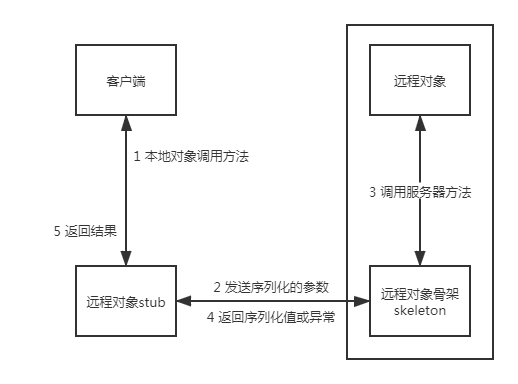 客户端
远程对象
1 本地对象调用方法
3 调用服务器方法
5 返回结果
2 发送序列化的参数
远程对象stub
远程对象骨架
skeleton
4 返回序列化值或异常